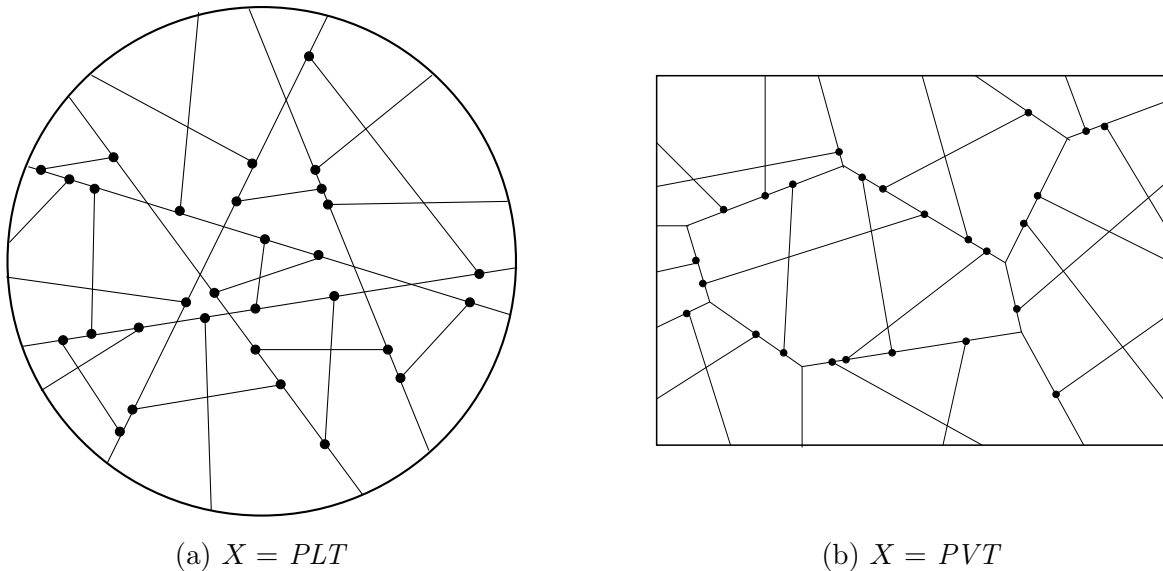 (a) X = PLT
(b) X = PVT